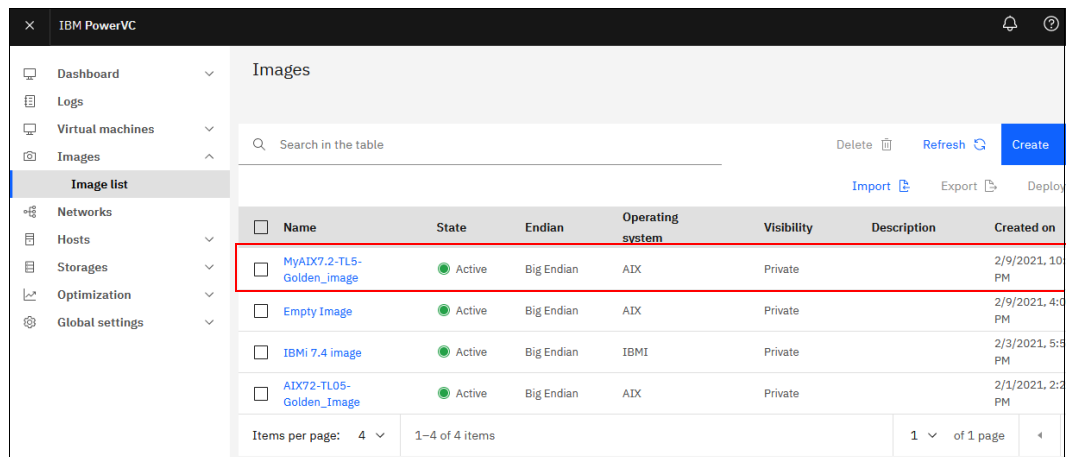 IBM PowerVC
Dashboard
Logs
Virtual machines
Images
Image list
Networks
Hosts
Storages
Optimization
Global settings
Images
Search in the table
Delete Refresh Create
Import Export Deploy
Name State Endian Operating system Visibility Description Created on
MyAIX7.2-TL5-
Golden_image Active Big Endian AIX Private 2/9/2021, 10:
PM
Empty Image Active Big Endian AIX Private 2/9/2021, 4:0
PM
IBMi 7.4 image Active Big Endian IBMI Private 2/3/2021, 5:5
PM
AIX72-TL05-
Golden_Image Active Big Endian AIX Private 2/1/2021, 2:2
PM
Items per page: 4 1–4 of 4 items 1 of 1 page